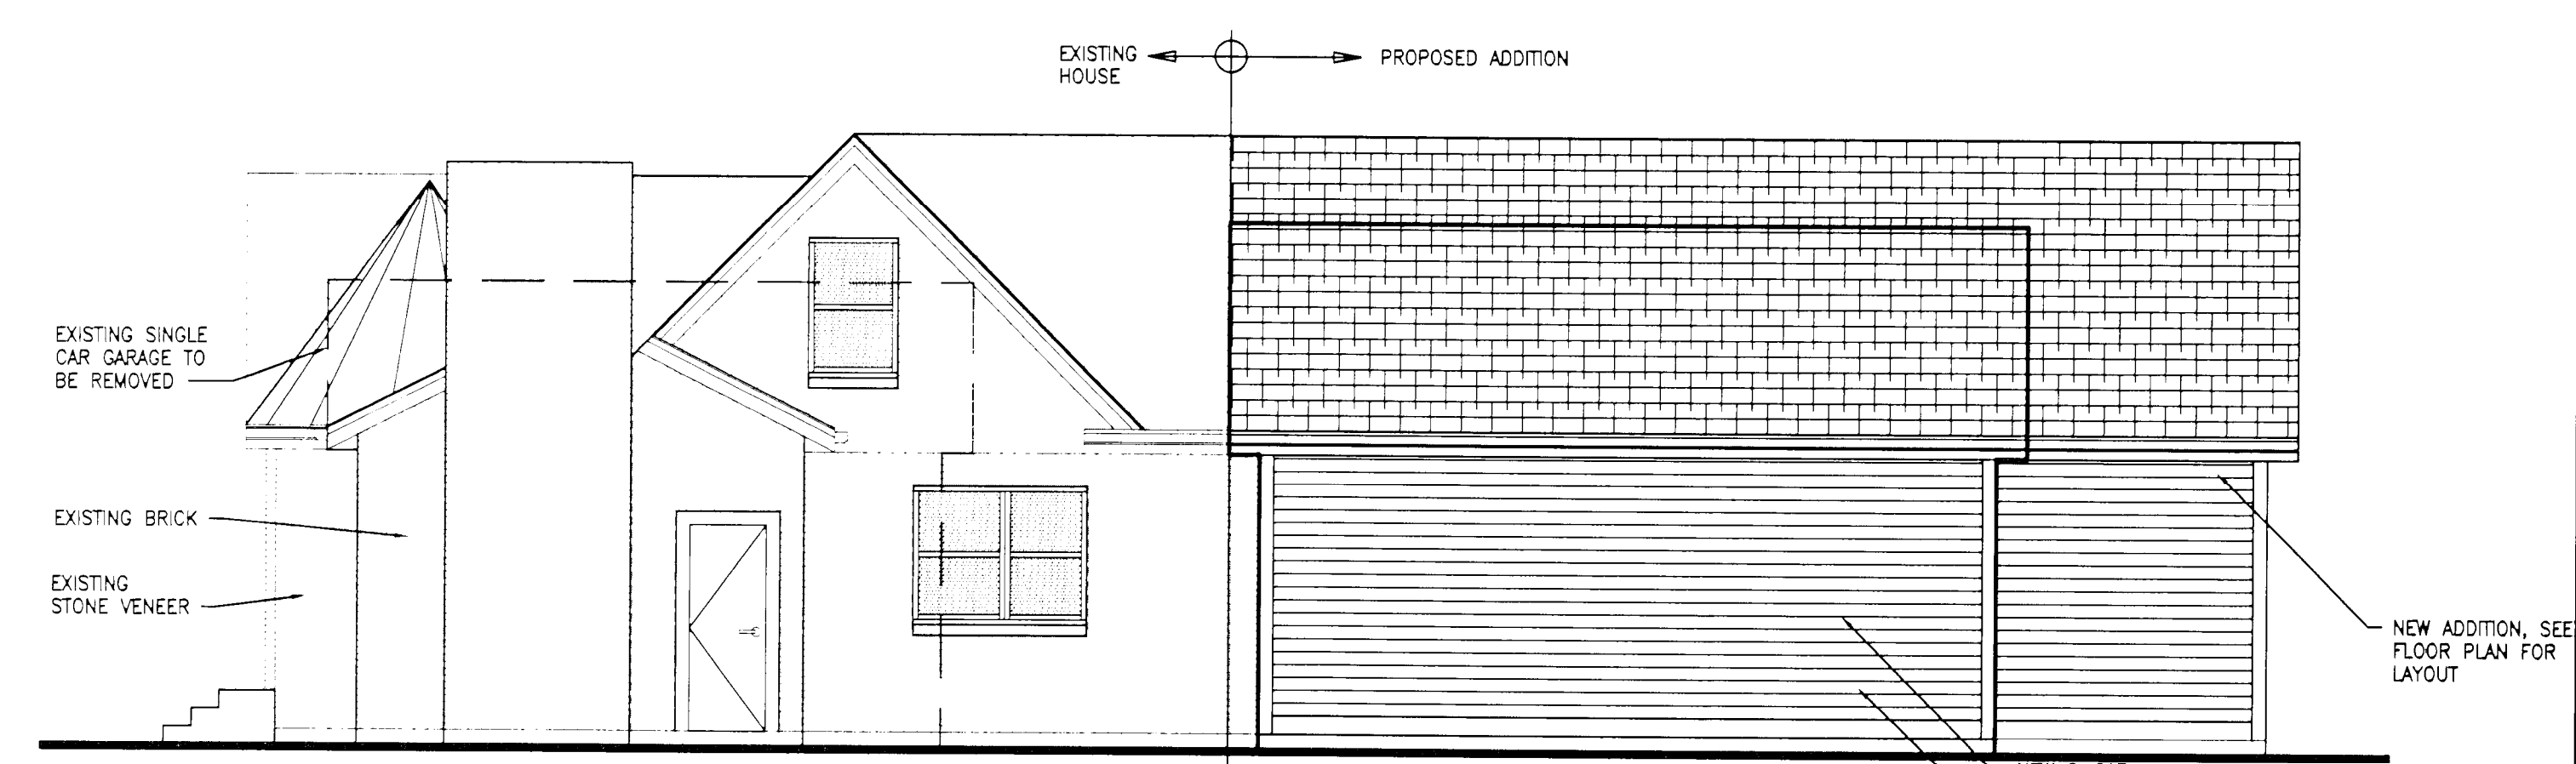 EXISTING
HOUSE
PROPOSED ADDITION
EXISTING SINGLE
CAR GARAGE TO
BE REMOVED
EXISTING BRICK
EXISTING
STONE VENEER
NEW ADDITION, SEE
FLOOR PLAN FOR
LAYOUT